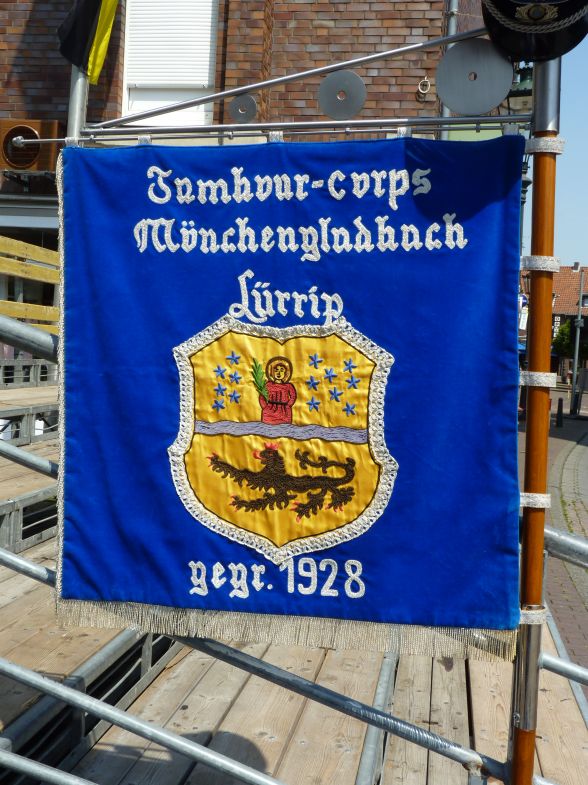 Tambour-corps
Mönchengladbach
Lürrip
gegr. 1928